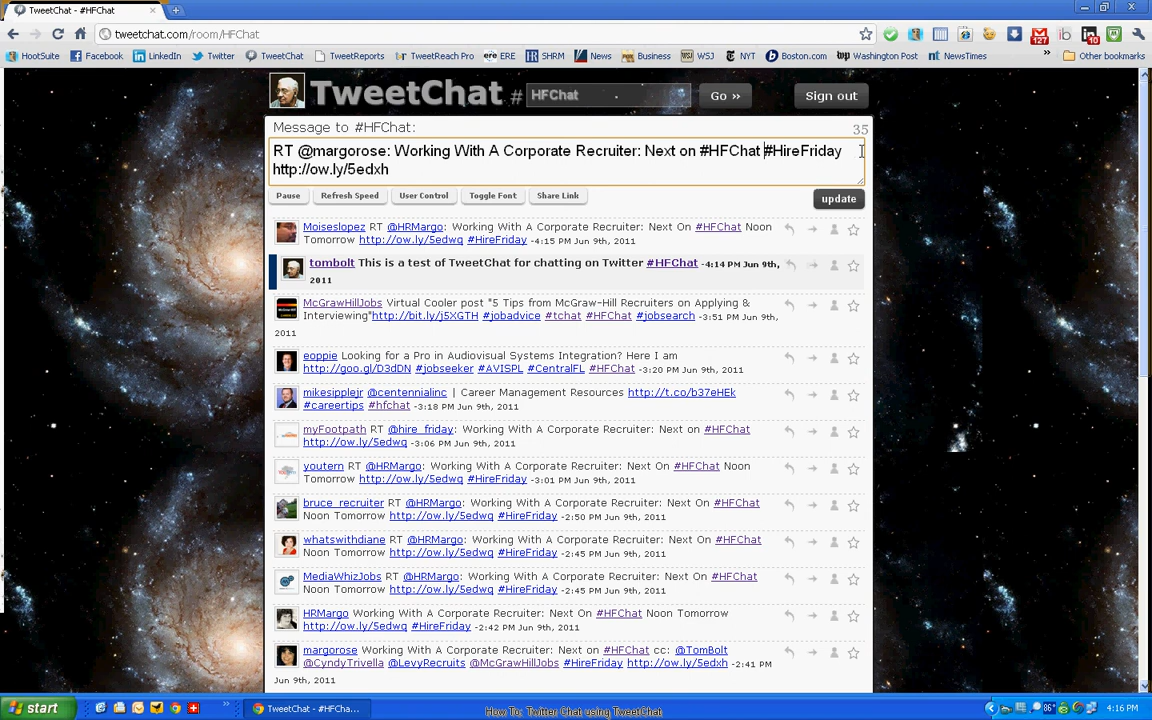 TweetChat - #HFChat
tweetchat.com/room/HFChat
HootSuite Facebook LinkedIn Twitter TweetChat TweetReports TweetReach Pro ERE SHRM News Business WSJ NYT Boston.com Washington Post NewsTimes » Other bookmarks
TweetChat # HFChat Go »» Sign out
Message to #HFChat: 35
RT @margorose: Working With A Corporate Recruiter: Next on #HFChat #HireFriday
http://ow.ly/5edxh
Pause Refresh Speed User Control Toggle Font Share Link update
Moiseslopez RT @HRMargo: Working With A Corporate Recruiter: Next On #HFChat Noon
Tomorrow http://ow.ly/5edwq #HireFriday -4:15 PM Jun 9th, 2011
tombolt This is a test of TweetChat for chatting on Twitter #HFChat -4:14 PM Jun 9th,
2011
McGrawHillJobs Virtual Cooler post "5 Tips from McGraw-Hill Recruiters on Applying &
Interviewing"http://bit.ly/j5XGTH #jobadvice #tchat #HFChat #jobsearch -3:51 PM Jun 9th,
2011
eoppie Looking for a Pro in Audiovisual Systems Integration? Here I am
http://goo.gl/D3dDN #jobseeker #AVISPL #CentralFL #HFChat -3:20 PM Jun 9th, 2011
mikesipplejr @centennialinc | Career Management Resources http://t.co/b37eHEk
#careertips #hfchat -3:18 PM Jun 9th, 2011
myFootpath RT @hire_friday: Working With A Corporate Recruiter: Next on #HFChat
http://ow.ly/5edwq -3:06 PM Jun 9th, 2011
youtern RT @HRMargo: Working With A Corporate Recruiter: Next On #HFChat Noon
Tomorrow http://ow.ly/5edwq #HireFriday -3:01 PM Jun 9th, 2011
bruce_recruiter RT @HRMargo: Working With A Corporate Recruiter: Next On #HFChat
Noon Tomorrow http://ow.ly/5edwq #HireFriday -2:50 PM Jun 9th, 2011
whatswithdiane RT @HRMargo: Working With A Corporate Recruiter: Next On #HFChat
Noon Tomorrow http://ow.ly/5edwq #HireFriday -2:45 PM Jun 9th, 2011
MediaWhizJobs RT @HRMargo: Working With A Corporate Recruiter: Next On #HFChat
Noon Tomorrow http://ow.ly/5edwq #HireFriday -2:45 PM Jun 9th, 2011
HRMargo Working With A Corporate Recruiter: Next On #HFChat Noon Tomorrow
http://ow.ly/5edwq #HireFriday -2:42 PM Jun 9th, 2011
margorose Working With A Corporate Recruiter: Next on #HFChat cc: @TomBolt
@CyndyTrivella @LevyRecruits @McGrawHillJobs #HireFriday http://ow.ly/5edxh -2:41 PM
Jun 9th, 2011
start TweetChat - #HFCha... How To: Twitter Chat using TweetChat 4:16 PM